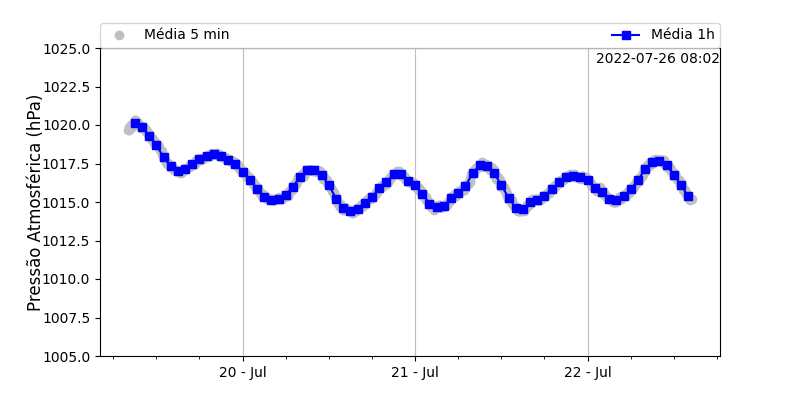 Média 5 min
Média 1h
2022-07-26 08:02
Pressão Atmosférica (hPa)
1025.0
1022.5
1020.0
1017.5
1015.0
1012.5
1010.0
1007.5
1005.0
20 - Jul
21 - Jul
22 - Jul